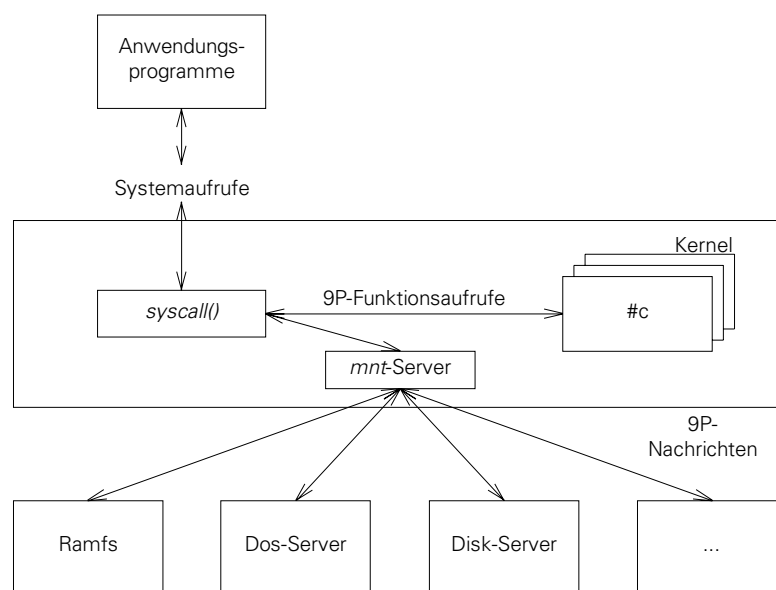 Anwendungs-
programme
Systemaufrufe
Kernel
9P-Funktionsaufrufe
syscall()
#c
mnt-Server
9P-
Nachrichten
Ramfs
Dos-Server
Disk-Server
...